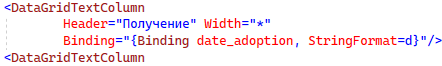 <DataGridTextColumn
Header="Получение" Width="*"
Binding="{Binding date_adoption, StringFormat=d}"/>
<DataGridTextColumn